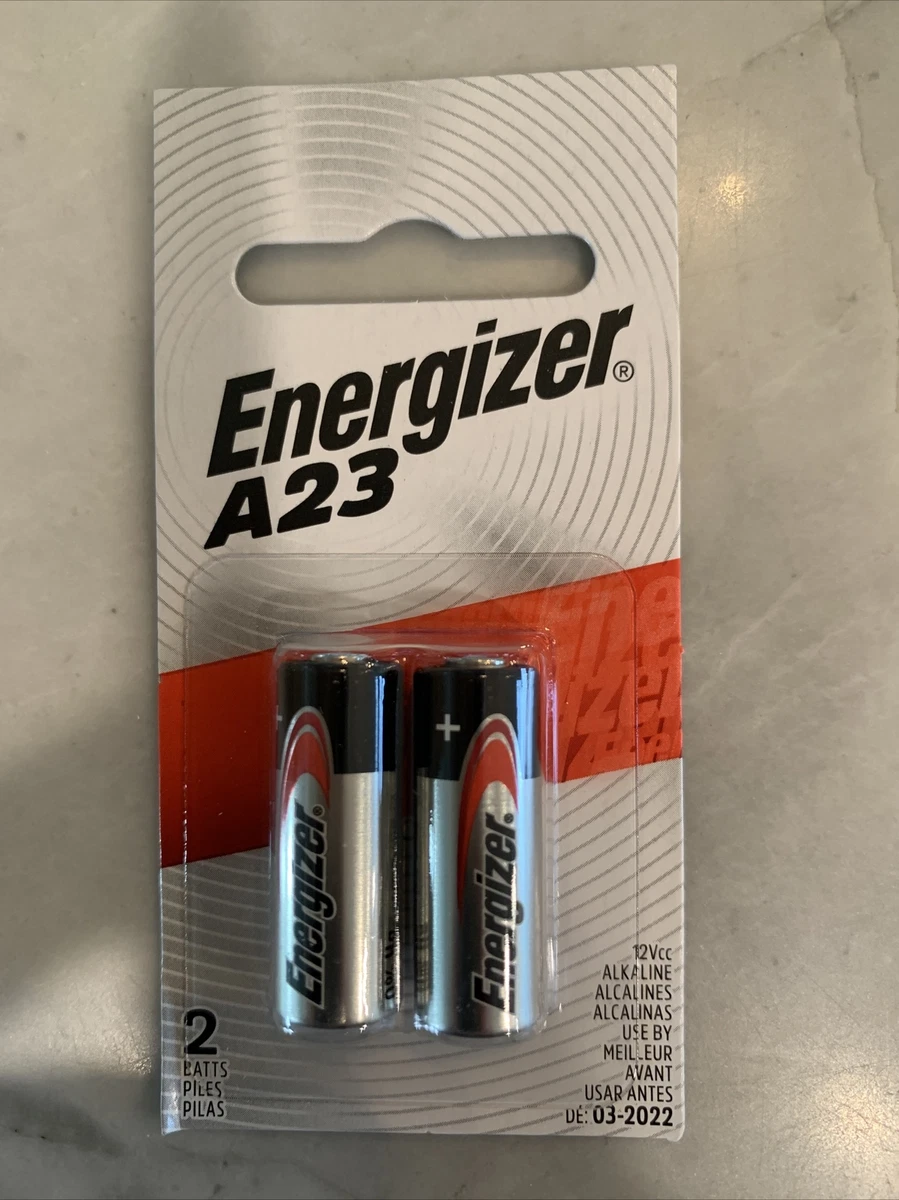 Energizer®
A23
+
Energizer®
Energizer®
2
BATTS
PILES
PILAS
12Vcc
ALKALINE
ALCALINES
ALCALINAS
USE BY
MEILLEUR
AVANT
USAR ANTES
DE: 03-2022